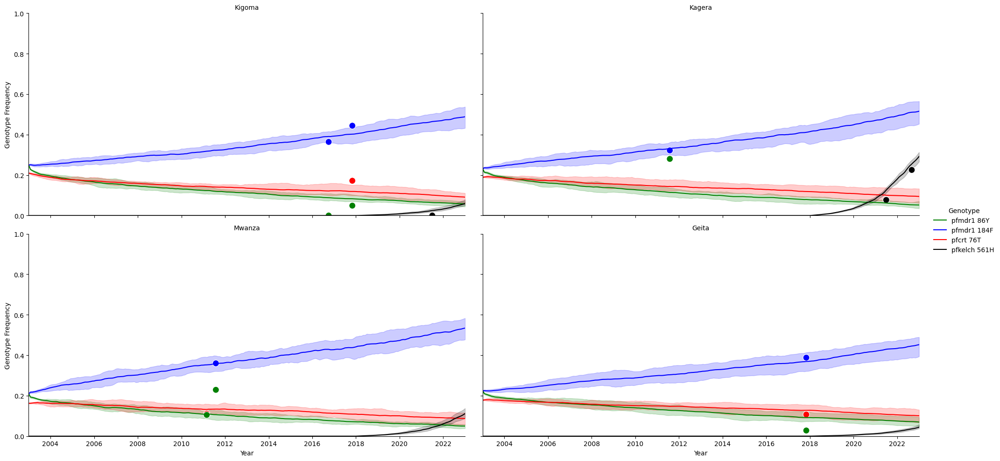 Kigoma
Kagera
1.0
0.8
0.6
0.4
0.2
0.0
Genotype Frequency
Mwanza
Geita
1.0
0.8
0.6
0.4
0.2
0.0
Genotype Frequency
2004 2006 2008 2010 2012 2014 2016 2018 2020 2022
Year
2004 2006 2008 2010 2012 2014 2016 2018 2020 2022
Year
Genotype
pfmdr1 86Y
pfmdr1 184F
pfcrt 76T
pfkelch 561H